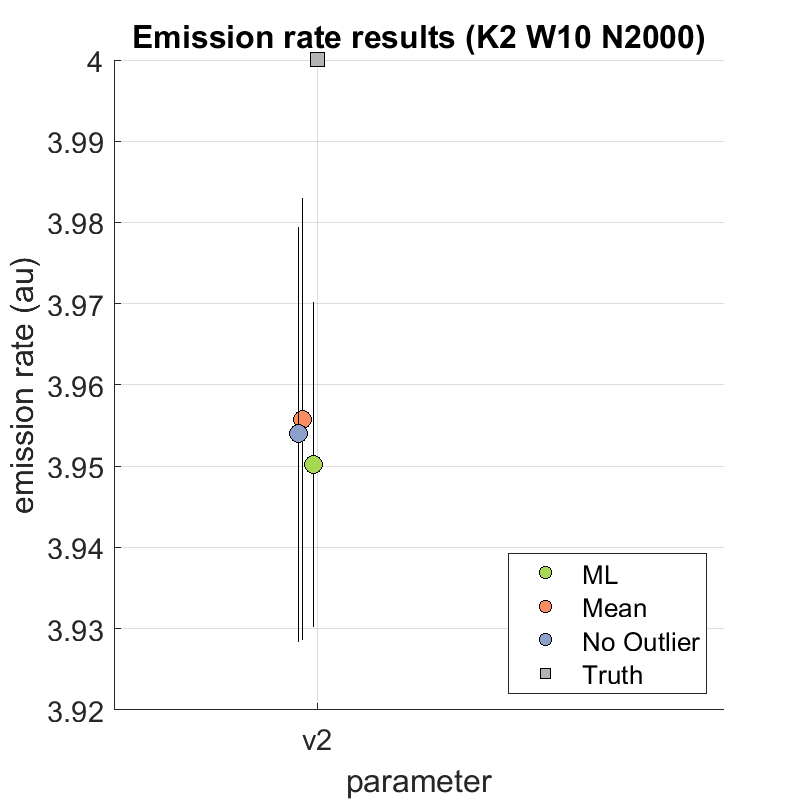 Emission rate results (K2 W10 N2000)
4
3.99
3.98
3.97
3.96
3.95
3.94
3.93
3.92
emission rate (au)
ML
Mean
No Outlier
Truth
v2
parameter